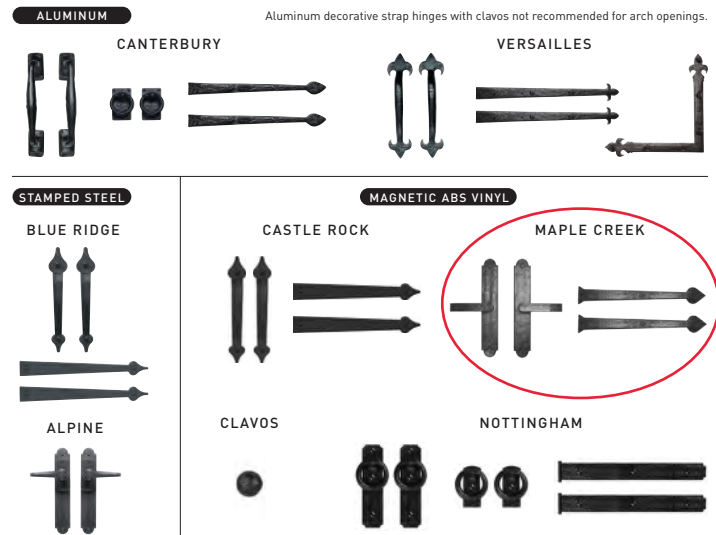 ALUMINUM
Aluminum decorative strap hinges with clavos not recommended for arch openings.
CANTERBURY
VERSAILLES
STAMPED STEEL
MAGNETIC ABS VINYL
BLUE RIDGE
CASTLE ROCK
MAPLE CREEK
ALPINE
CLAVOS
NOTTINGHAM